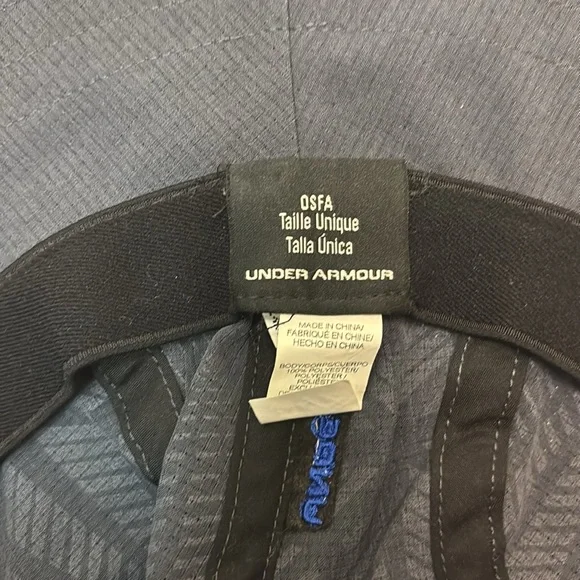 OSFA
Taille Unique
Talla Única
UNDER ARMOUR
MADE IN CHINA/
FABRIQUÉ EN CHINE/
HECHO EN CHINA
BODY/CORPS/CUERPO
100% POLYESTER/
POLYESTER/
POLIÉSTER